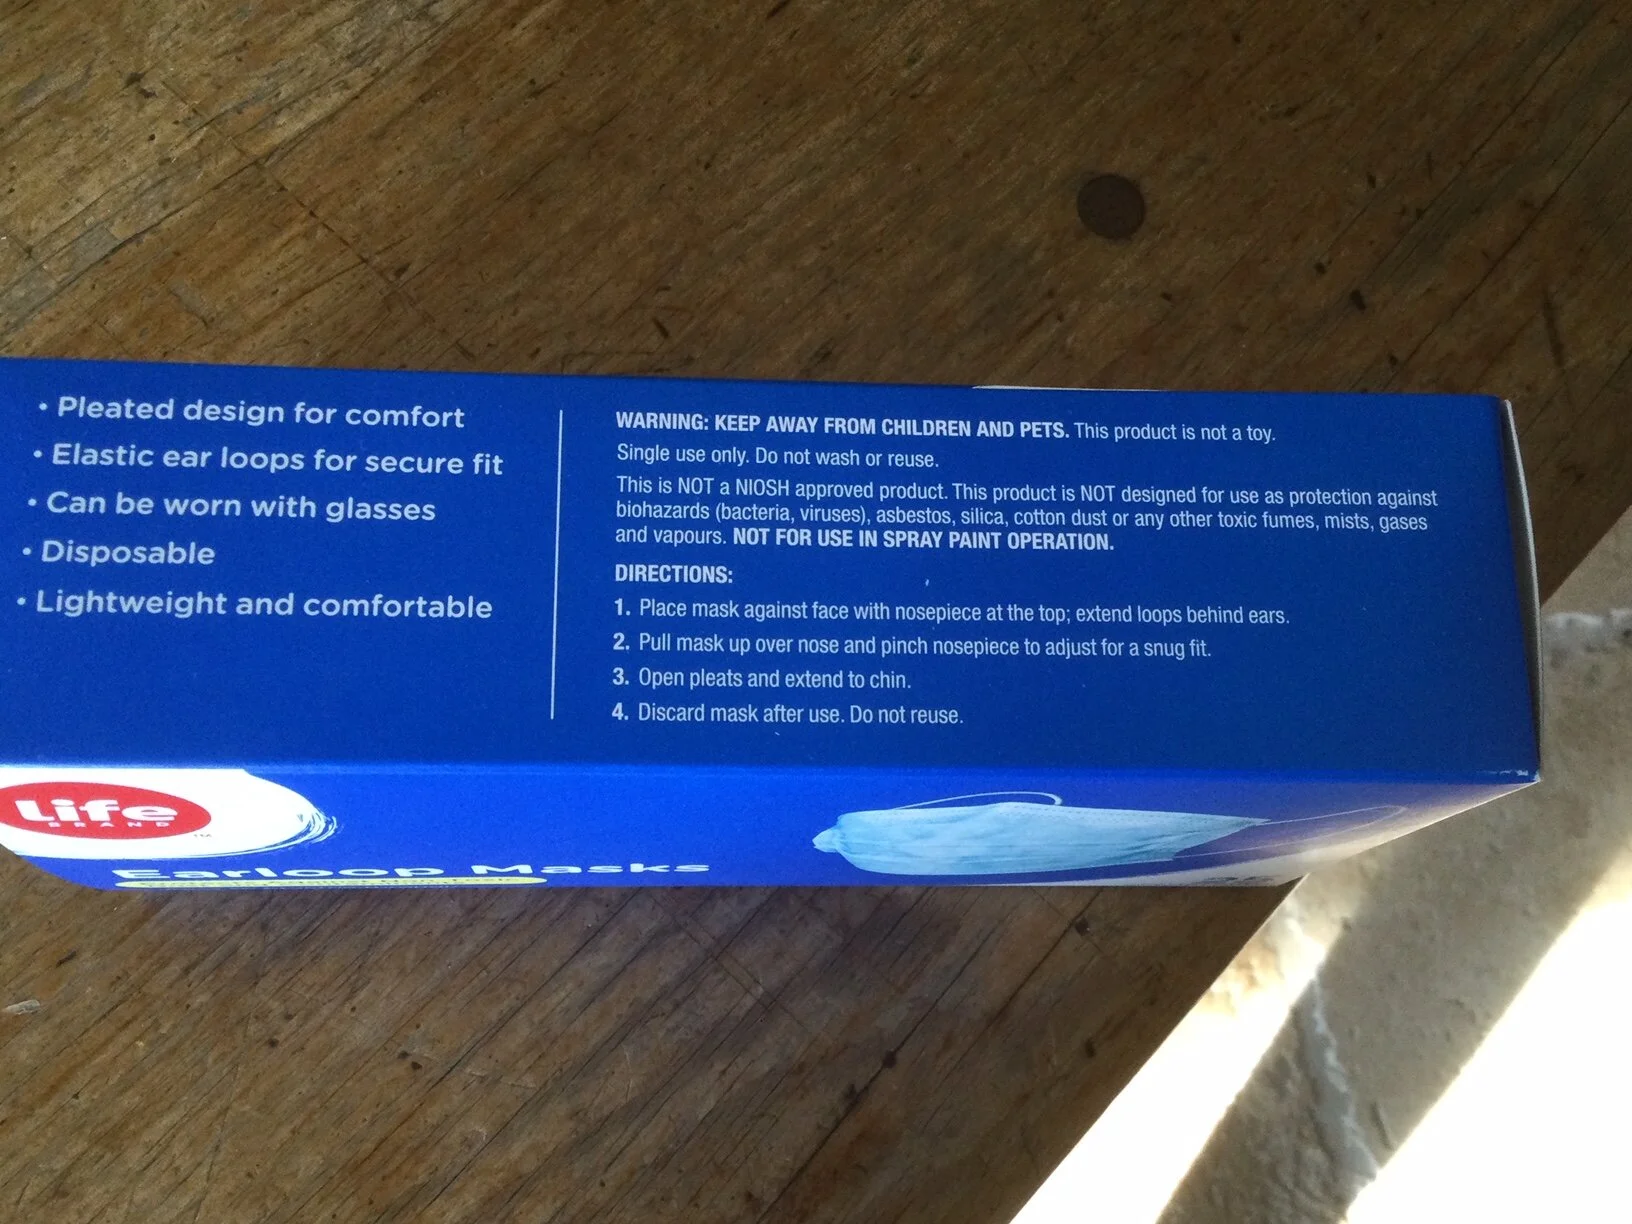 • Pleated design for comfort
• Elastic ear loops for secure fit
• Can be worn with glasses
• Disposable
• Lightweight and comfortable
WARNING: KEEP AWAY FROM CHILDREN AND PETS. This product is not a toy.
Single use only. Do not wash or reuse.
This is NOT a NIOSH approved product. This product is NOT designed for use as protection against
biohazards (bacteria, viruses), asbestos, silica, cotton dust or any other toxic fumes, mists, gases
and vapours. NOT FOR USE IN SPRAY PAINT OPERATION.
DIRECTIONS:
1. Place mask against face with nosepiece at the top; extend loops behind ears.
2. Pull mask up over nose and pinch nosepiece to adjust for a snug fit.
3. Open pleats and extend to chin.
4. Discard mask after use. Do not reuse.
Life
BRAND
TM
Earloop Masks